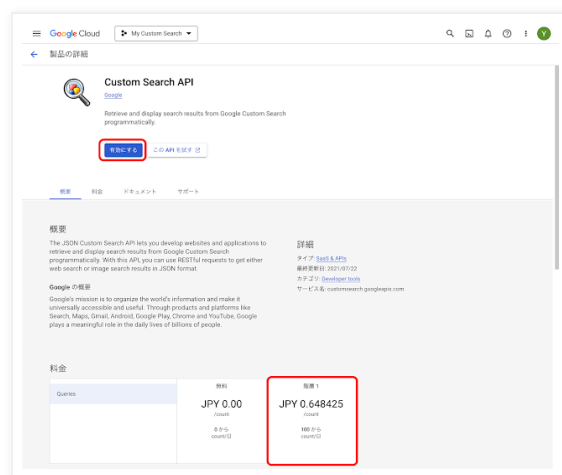 Google Cloud
My Custom Search
Y
製品の詳細
Custom Search API
Google
Retrieve and display search results from Google Custom Search
programmatically.
有効にする
この API を試す
概要 料金 ドキュメント サポート
概要
The JSON Custom Search API lets you develop websites and applications to
retrieve and display search results from Google Custom Search
programmatically. With this API, you can use RESTful requests to get either
web search or image search results in JSON format.
Google の概要
Google's mission is to organize the world's information and make it
universally accessible and useful. Through products and platforms like
Search, Maps, Gmail, Android, Google Play, Chrome and YouTube, Google
plays a meaningful role in the daily lives of billions of people.
詳細
タイプ: SaaS & APIs
最終更新日: 2021/07/22
カテゴリ: Developer tools
サービス名: customsearch.googleapis.com
料金
Queries
無料
JPY 0.00
/count
0 から
count/日
階層 1
JPY 0.648425
/count
100 から
count/日